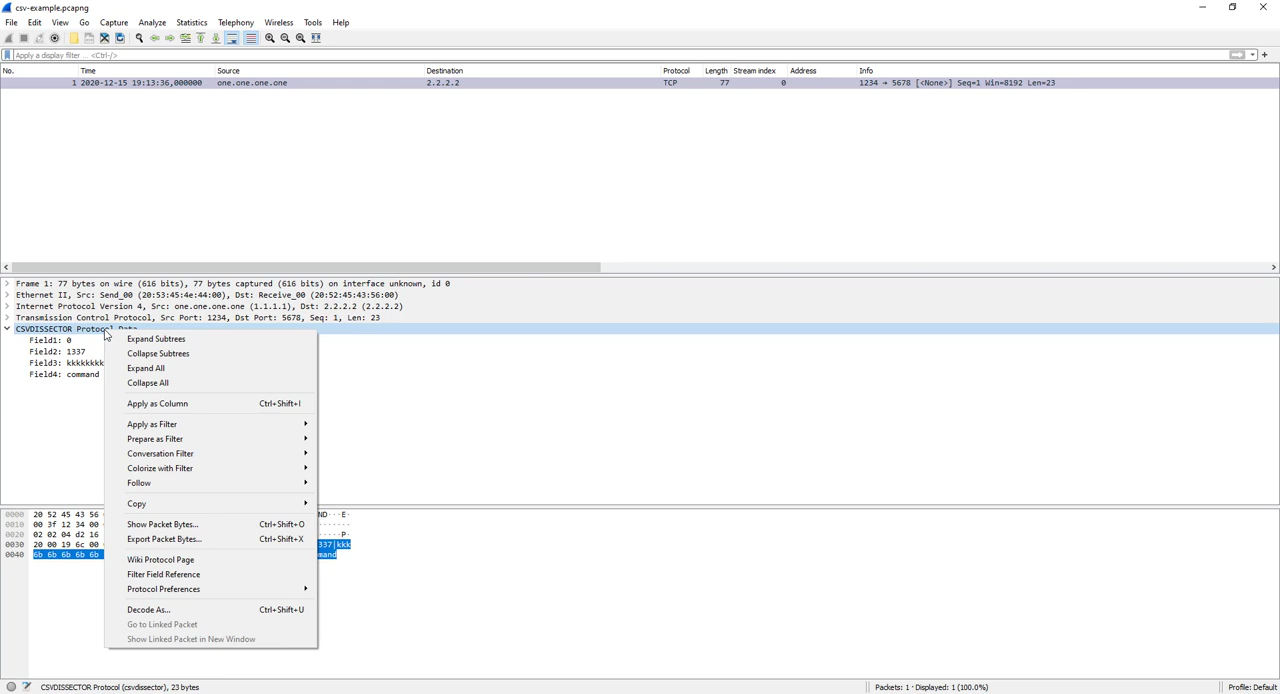 csv-example.pcapng
File Edit View Go Capture Analyze Statistics Telephony Wireless Tools Help
Apply a display filter ... <Ctrl-/>
No. Time Source Destination Protocol Length Stream index Address Info
1 2020-12-15 19:13:36,000000 one.one.one.one 2.2.2.2 TCP 77 0 1234 → 5678 [<None>] Seq=1 Win=8192 Len=23
Frame 1: 77 bytes on wire (616 bits), 77 bytes captured (616 bits) on interface unknown, id 0
Ethernet II, Src: Send_00 (20:53:45:4e:44:00), Dst: Receive_00 (20:52:45:43:56:00)
Internet Protocol Version 4, Src: one.one.one.one (1.1.1.1), Dst: 2.2.2.2 (2.2.2.2)
Transmission Control Protocol, Src Port: 1234, Dst Port: 5678, Seq: 1, Len: 23
CSVDISSECTOR Protocol Data
Field1: 0
Field2: 1337
Field3: kkkkkkkk
Field4: command
Expand Subtrees
Collapse Subtrees
Expand All
Collapse All
Apply as Column Ctrl+Shift+I
Apply as Filter
Prepare as Filter
Conversation Filter
Colorize with Filter
Follow
Copy
Show Packet Bytes... Ctrl+Shift+O
Export Packet Bytes... Ctrl+Shift+X
Wiki Protocol Page
Filter Field Reference
Protocol Preferences
Decode As... Ctrl+Shift+U
Go to Linked Packet
Show Linked Packet in New Window
0000 20 52 45 43 56 ND···E·
0010 00 3f 12 34 00 ·······
0020 02 02 04 d2 16 ·····P·
0030 20 00 19 6c 00 337|kkk
0040 6b 6b 6b 6b 6b mand
CSVDISSECTOR Protocol (csvdissector), 23 bytes
Packets: 1 · Displayed: 1 (100.0%)
Profile: Default